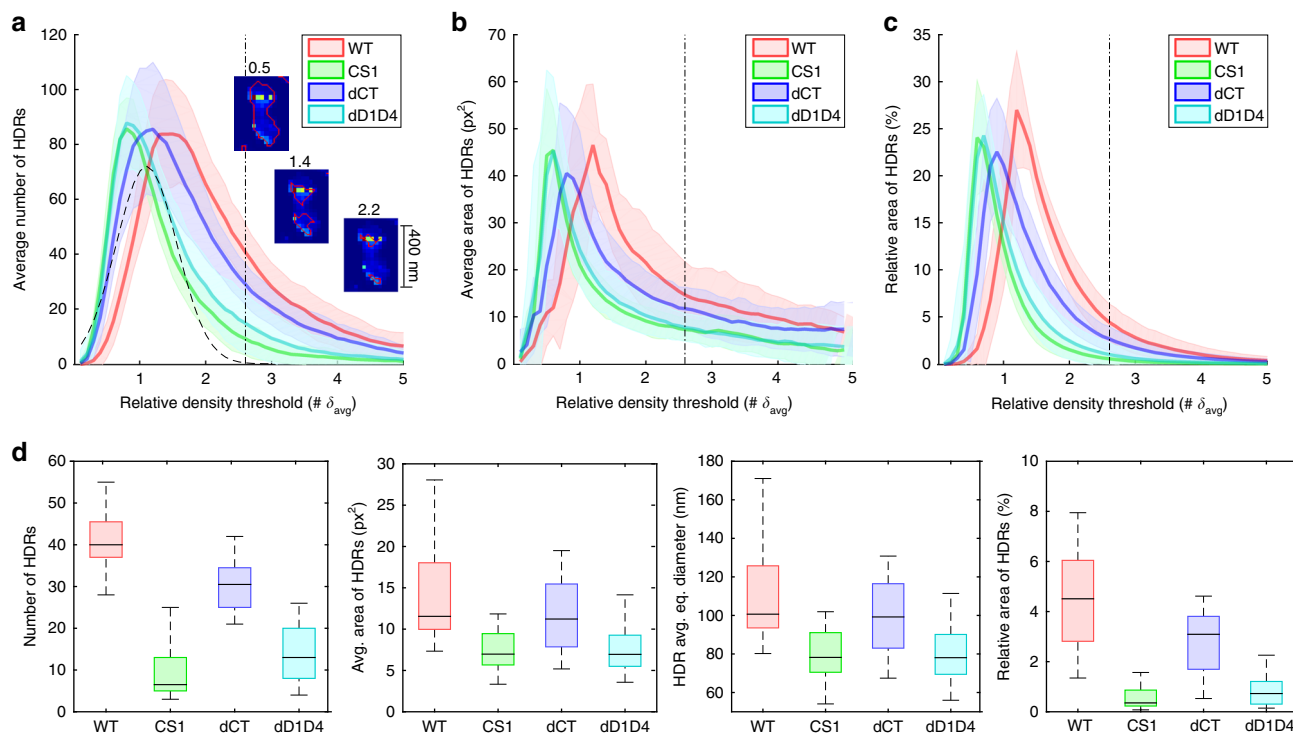 a
120
100
80
60
40
20
0
Average number of HDRs
1
2
3
4
5
Relative density threshold (# δavg)
WT
CS1
dCT
dD1D4
0.5
1.4
2.2
400 nm
b
70
60
50
40
30
20
10
0
Average area of HDRs (px²)
1
2
3
4
5
Relative density threshold (# δavg)
WT
CS1
dCT
dD1D4
c
35
30
25
20
15
10
5
0
Relative area of HDRs (%)
1
2
3
4
5
Relative density threshold (# δavg)
WT
CS1
dCT
dD1D4
d
60
50
40
30
20
10
0
Number of HDRs
WT
CS1
dCT
dD1D4
30
25
20
15
10
5
0
Avg. area of HDRs (px²)
WT
CS1
dCT
dD1D4
180
160
140
120
100
80
60
HDR avg. eq. diameter (nm)
WT
CS1
dCT
dD1D4
8
6
4
2
0
Relative area of HDRs (%)
WT
CS1
dCT
dD1D4